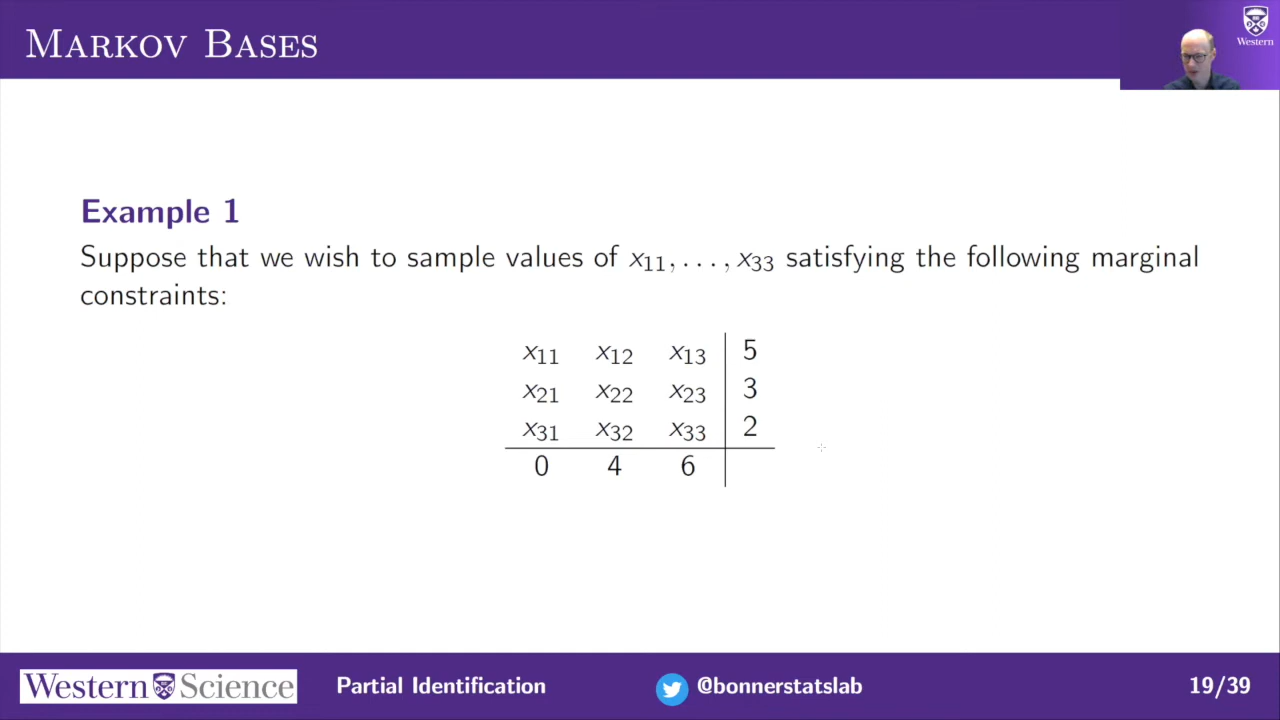 MARKOV BASES
Western
Example 1
Suppose that we wish to sample values of x₁₁, . . . , x₃₃ satisfying the following marginal
constraints:
x₁₁ x₁₂ x₁₃ 5
x₂₁ x₂₂ x₂₃ 3
x₃₁ x₃₂ x₃₃ 2
0 4 6
Western Science Partial Identification @bonnerstatslab 19/39